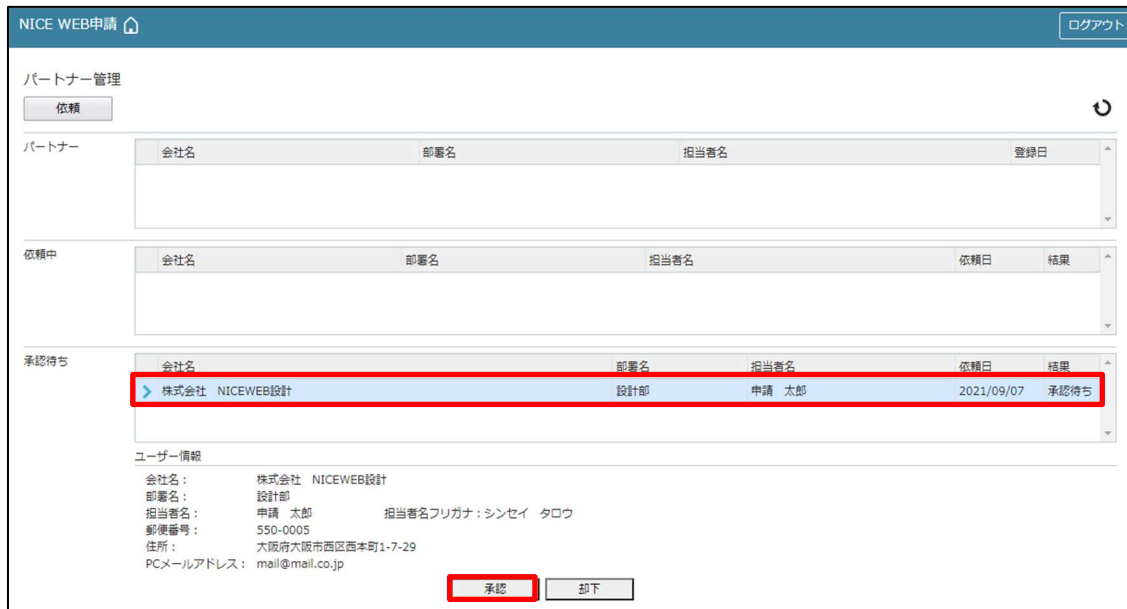 NICE WEB申請 ログアウト
パートナー管理
依頼
パートナー
会社名 部署名 担当者名 登録日
依頼中
会社名 部署名 担当者名 依頼日 結果
承認待ち
会社名 部署名 担当者名 依頼日 結果
株式会社 NICEWEB設計 設計部 申請 太郎 2021/09/07 承認待ち
ユーザー情報
会社名： 株式会社 NICEWEB設計
部署名： 設計部
担当者名： 申請 太郎 担当者名フリガナ：シンセイ タロウ
郵便番号： 550-0005
住所： 大阪府大阪市西区西本町1-7-29
PCメールアドレス： mail@mail.co.jp
承認 却下